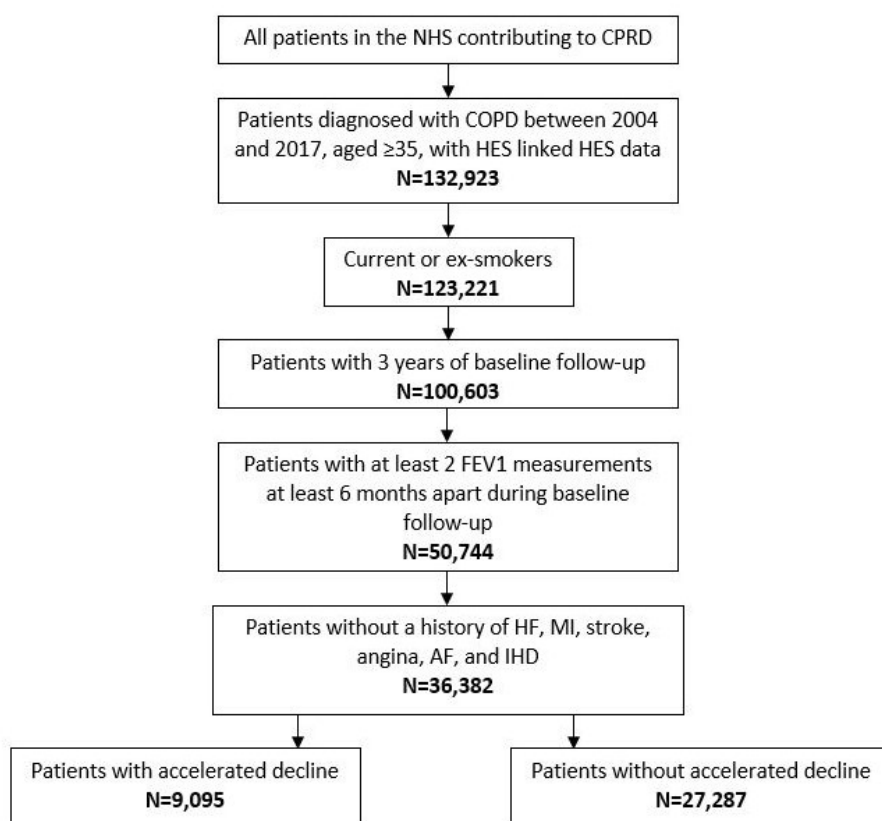 All patients in the NHS contributing to CPRD
Patients diagnosed with COPD between 2004
and 2017, aged ≥35, with HES linked HES data
N=132,923
Current or ex-smokers
N=123,221
Patients with 3 years of baseline follow-up
N=100,603
Patients with at least 2 FEV1 measurements
at least 6 months apart during baseline
follow-up
N=50,744
Patients without a history of HF, MI, stroke,
angina, AF, and IHD
N=36,382
Patients with accelerated decline
N=9,095
Patients without accelerated decline
N=27,287